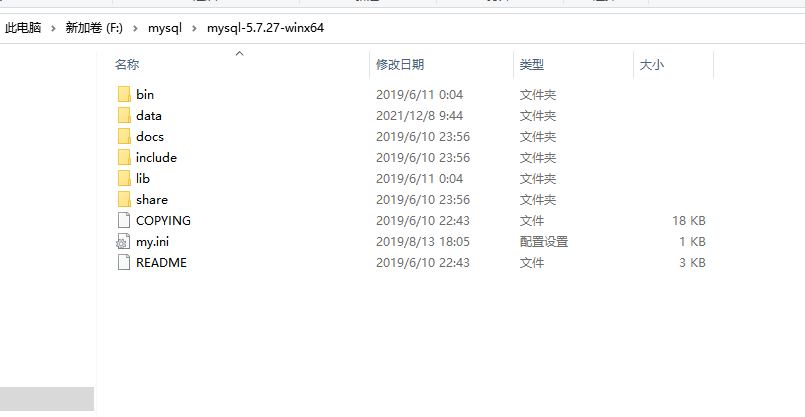 此电脑 > 新加卷 (F:) > mysql > mysql-5.7.27-winx64
名称 修改日期 类型 大小
bin 2019/6/11 0:04 文件夹
data 2021/12/8 9:44 文件夹
docs 2019/6/10 23:56 文件夹
include 2019/6/10 23:56 文件夹
lib 2019/6/11 0:04 文件夹
share 2019/6/10 23:56 文件夹
COPYING 2019/6/10 22:43 文件 18 KB
my.ini 2019/8/13 18:05 配置设置 1 KB
README 2019/6/10 22:43 文件 3 KB